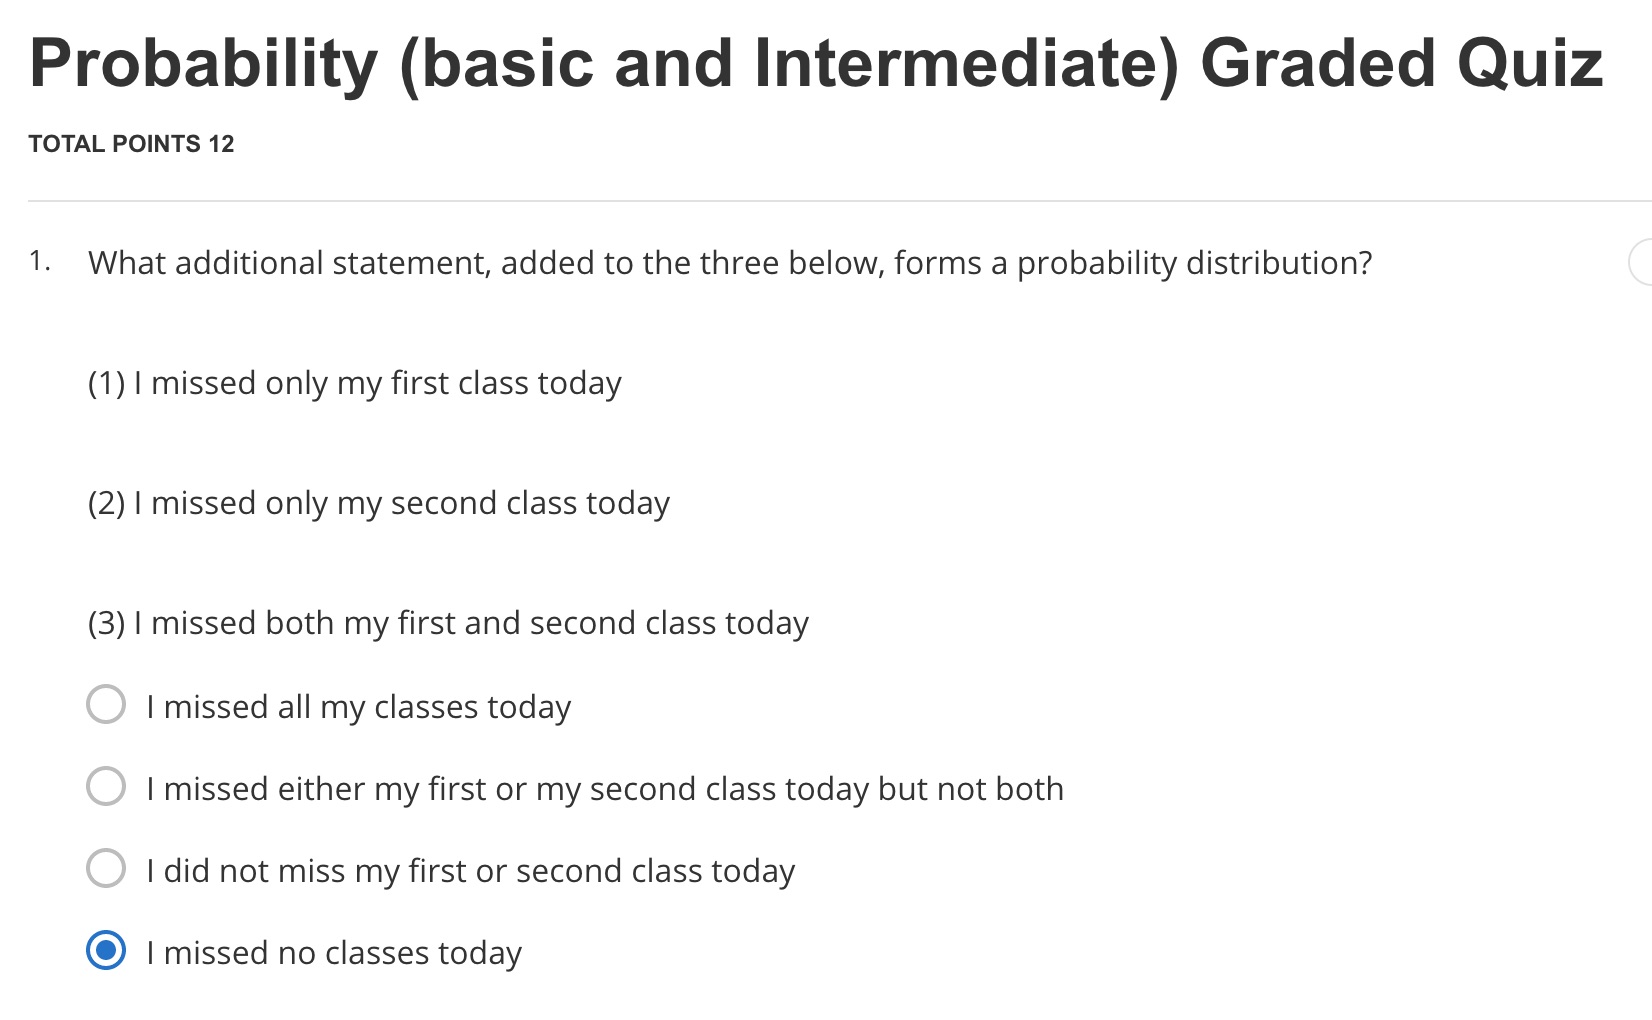 Probability (basic and Intermediate) Graded Quiz
TOTAL POINTS 12
1. What additional statement, added to the three below, forms a probability distribution?
(1) I missed only my first class today
(2) I missed only my second class today
(3) I missed both my first and second class today
I missed all my classes today
I missed either my first or my second class today but not both
I did not miss my first or second class today
I missed no classes today